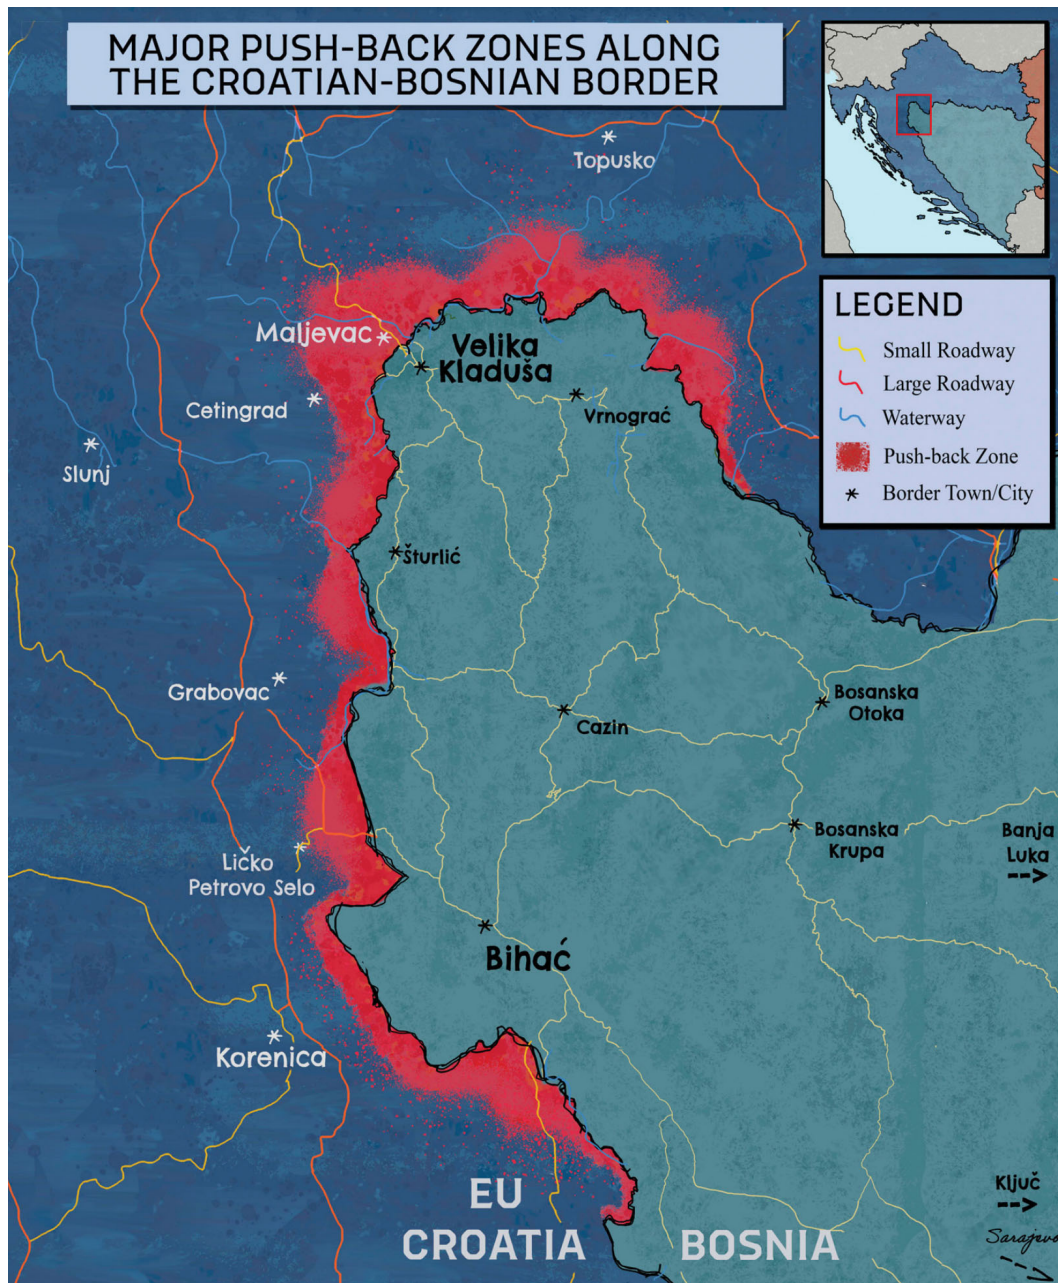 MAJOR PUSH-BACK ZONES ALONG
THE CROATIAN-BOSNIAN BORDER
Topusko
LEGEND
Small Roadway
Large Roadway
Waterway
Push-back Zone
Border Town/City
Maljevac
Velika
Kladuša
Cetingrad
Vrnograč
Slunj
Šturlić
Grabovac
Bosanska
Otoka
Cazin
Bosanska
Krupa
Banja
Luka
Ličko
Petrovo Selo
Bihać
Korenica
EU
CROATIA
BOSNIA
Ključ
Sarajevo